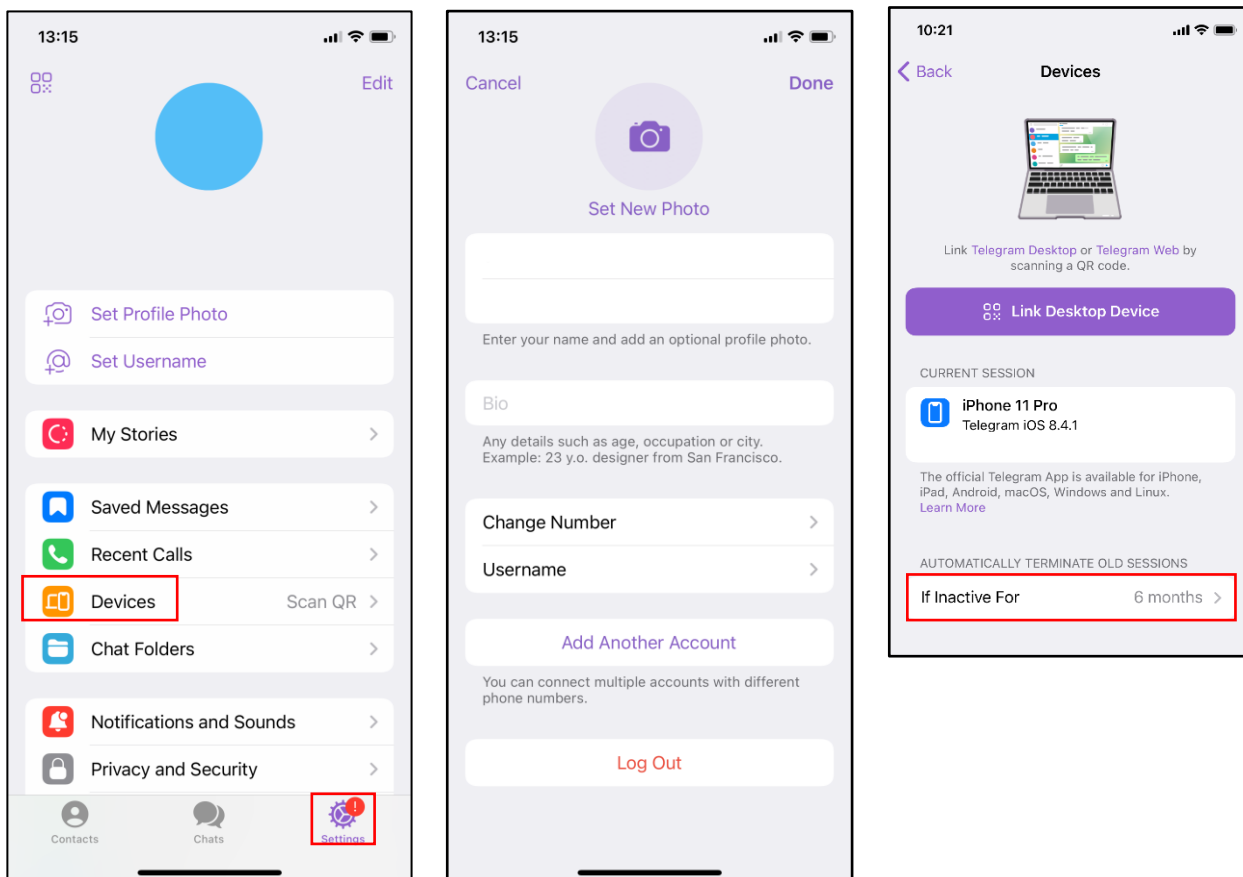 13:15
Edit
Set Profile Photo
Set Username
My Stories
Saved Messages
Recent Calls
Devices Scan QR
Chat Folders
Notifications and Sounds
Privacy and Security
Contacts Chats Settings
13:15
Cancel Done
Set New Photo
Enter your name and add an optional profile photo.
Bio
Any details such as age, occupation or city.
Example: 23 y.o. designer from San Francisco.
Change Number
Username
Add Another Account
You can connect multiple accounts with different
phone numbers.
Log Out
10:21
Back Devices
Link Telegram Desktop or Telegram Web by
scanning a QR code.
Link Desktop Device
CURRENT SESSION
iPhone 11 Pro
Telegram iOS 8.4.1
The official Telegram App is available for iPhone,
iPad, Android, macOS, Windows and Linux.
Learn More
AUTOMATICALLY TERMINATE OLD SESSIONS
If Inactive For 6 months